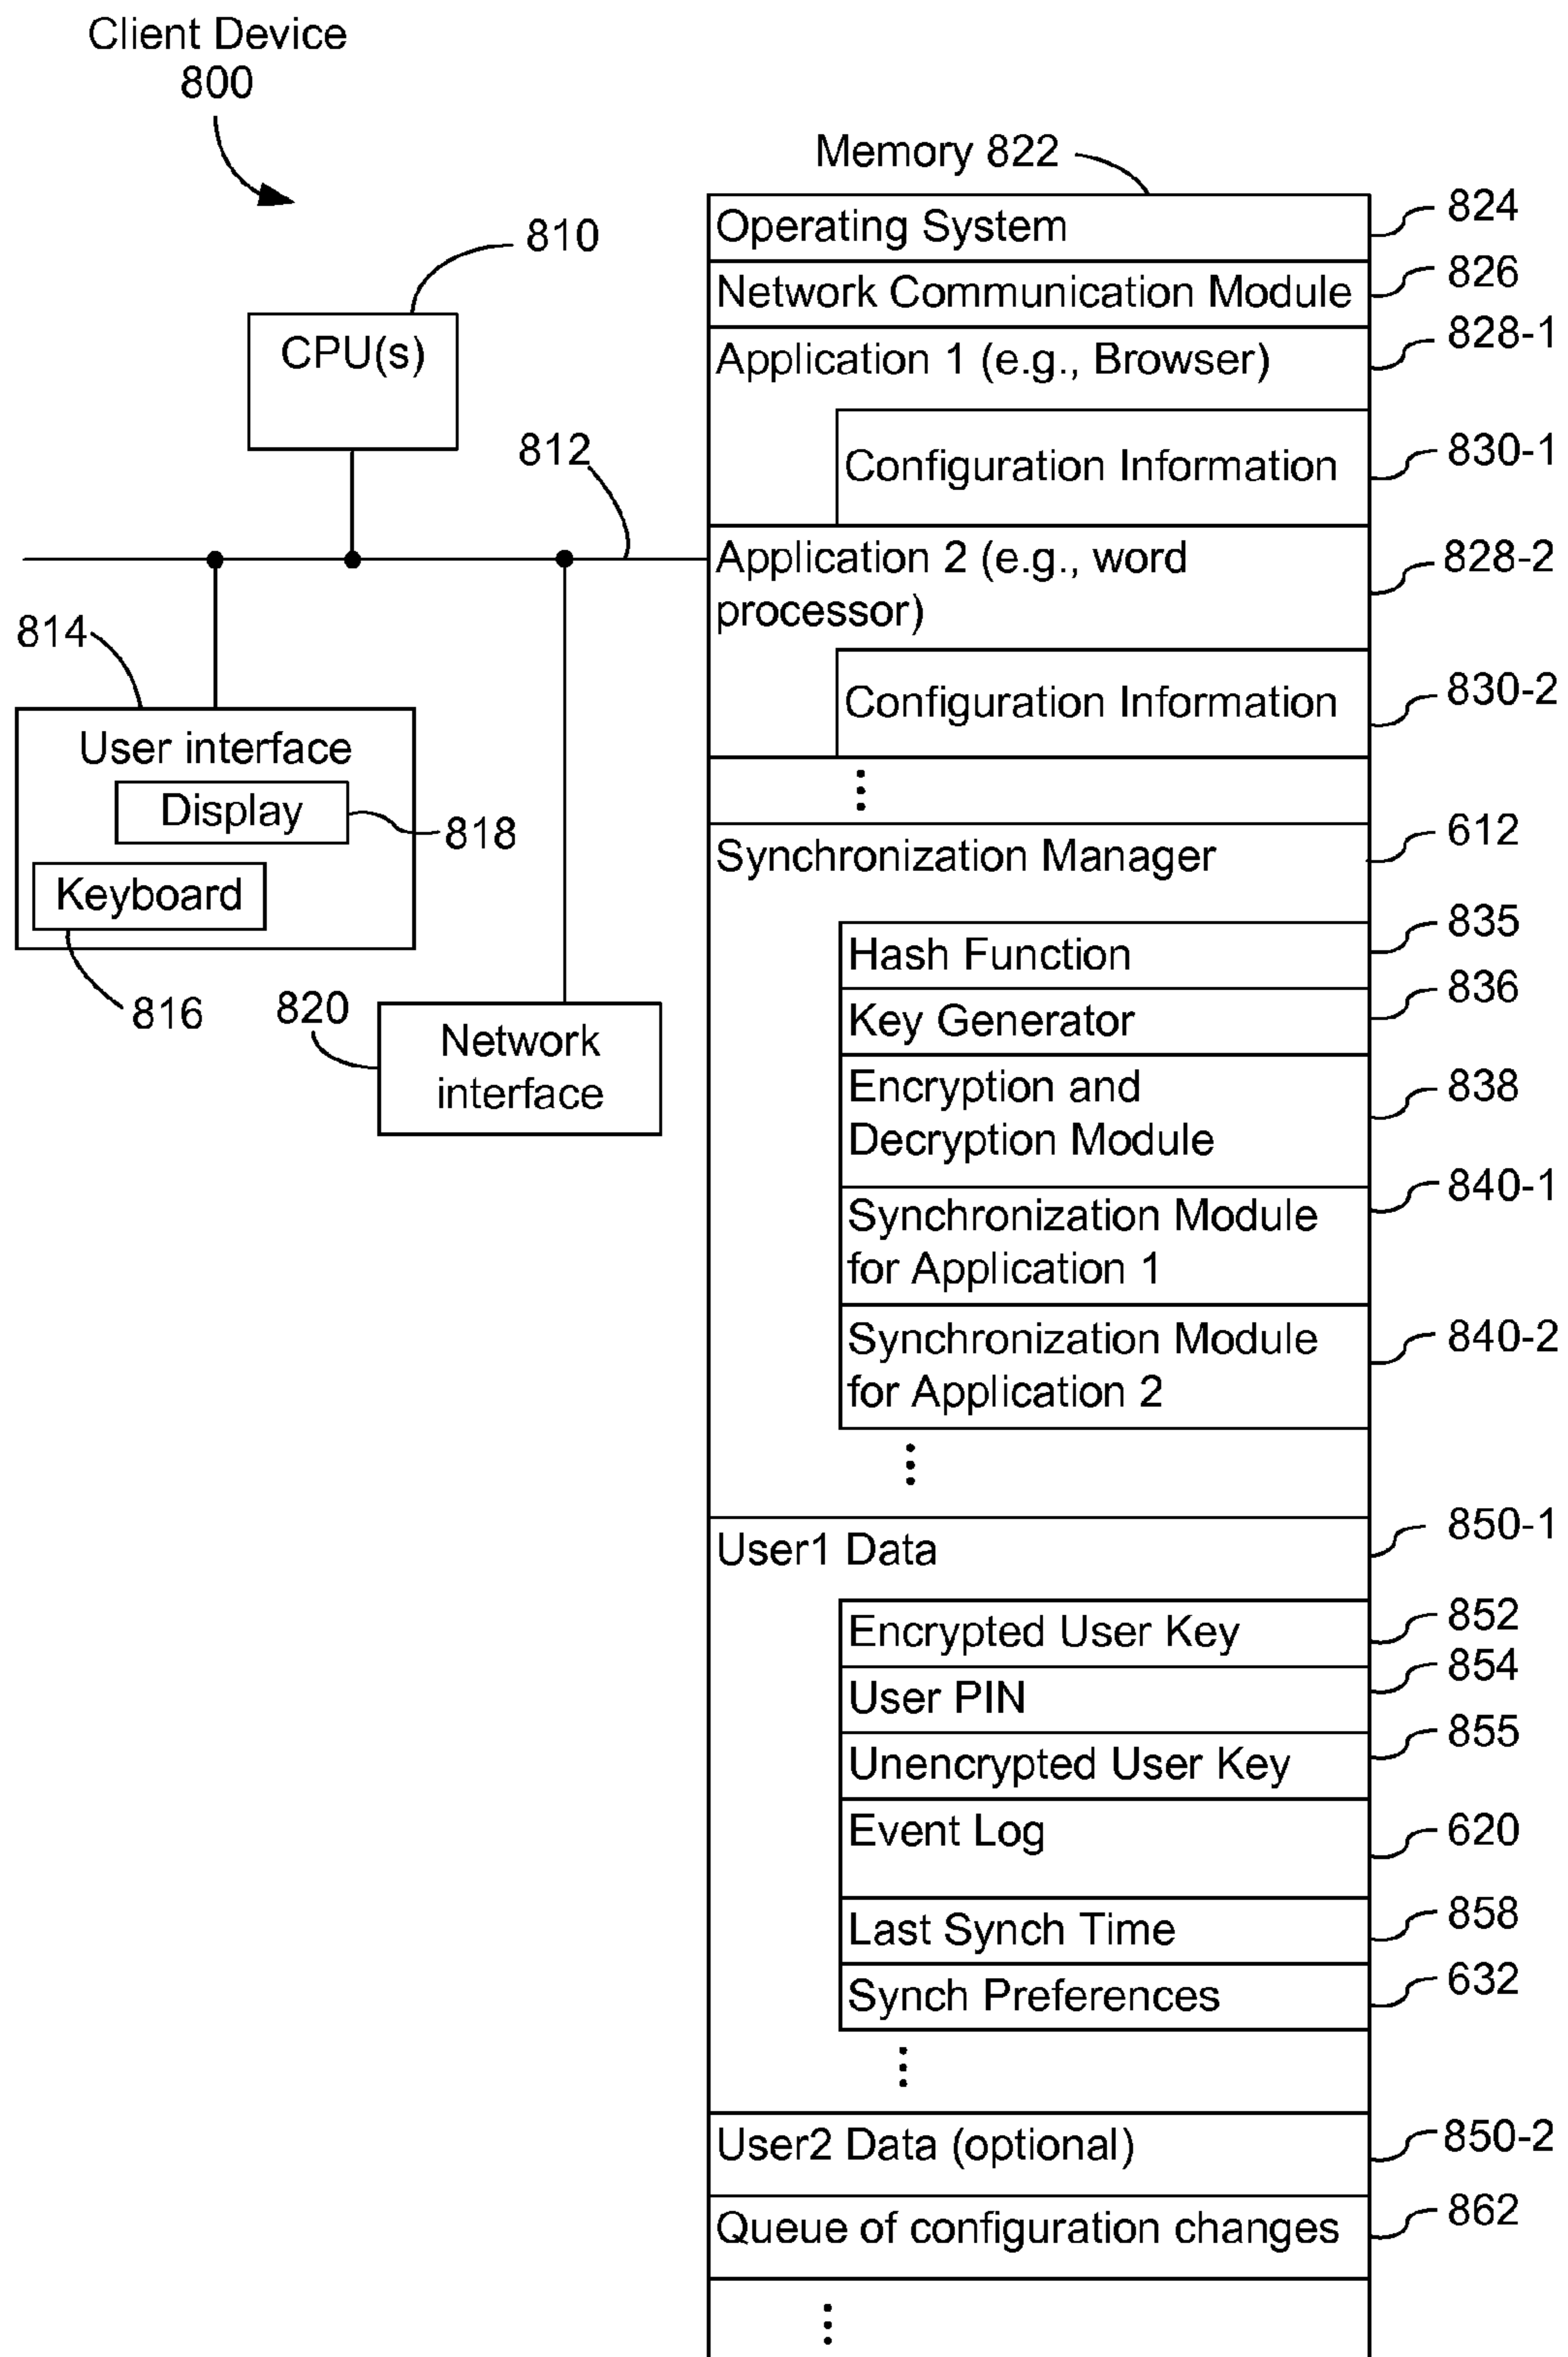 Client Device
800
Memory 822
810
CPU(s)
812
814
User interface
Display
818
Keyboard
816
820
Network
interface
Operating System
824
Network Communication Module
826
Application 1 (e.g., Browser)
828-1
Configuration Information
830-1
Application 2 (e.g., word
processor)
828-2
Configuration Information
830-2
Synchronization Manager
612
Hash Function
835
Key Generator
836
Encryption and
Decryption Module
838
Synchronization Module
for Application 1
840-1
Synchronization Module
for Application 2
840-2
User1 Data
850-1
Encrypted User Key
852
User PIN
854
Unencrypted User Key
855
Event Log
620
Last Synch Time
858
Synch Preferences
632
User2 Data (optional)
850-2
Queue of configuration changes
862